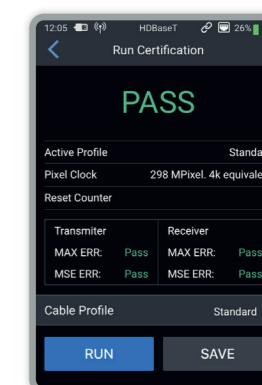 12:05 HDBaseT 26%
Run Certification
PASS
Active Profile Standa
Pixel Clock 298 MPixel. 4k equivale
Reset Counter
Transmiter Receiver
MAX ERR: Pass MAX ERR: Pass
MSE ERR: Pass MSE ERR: Pass
Cable Profile Standard
RUN SAVE